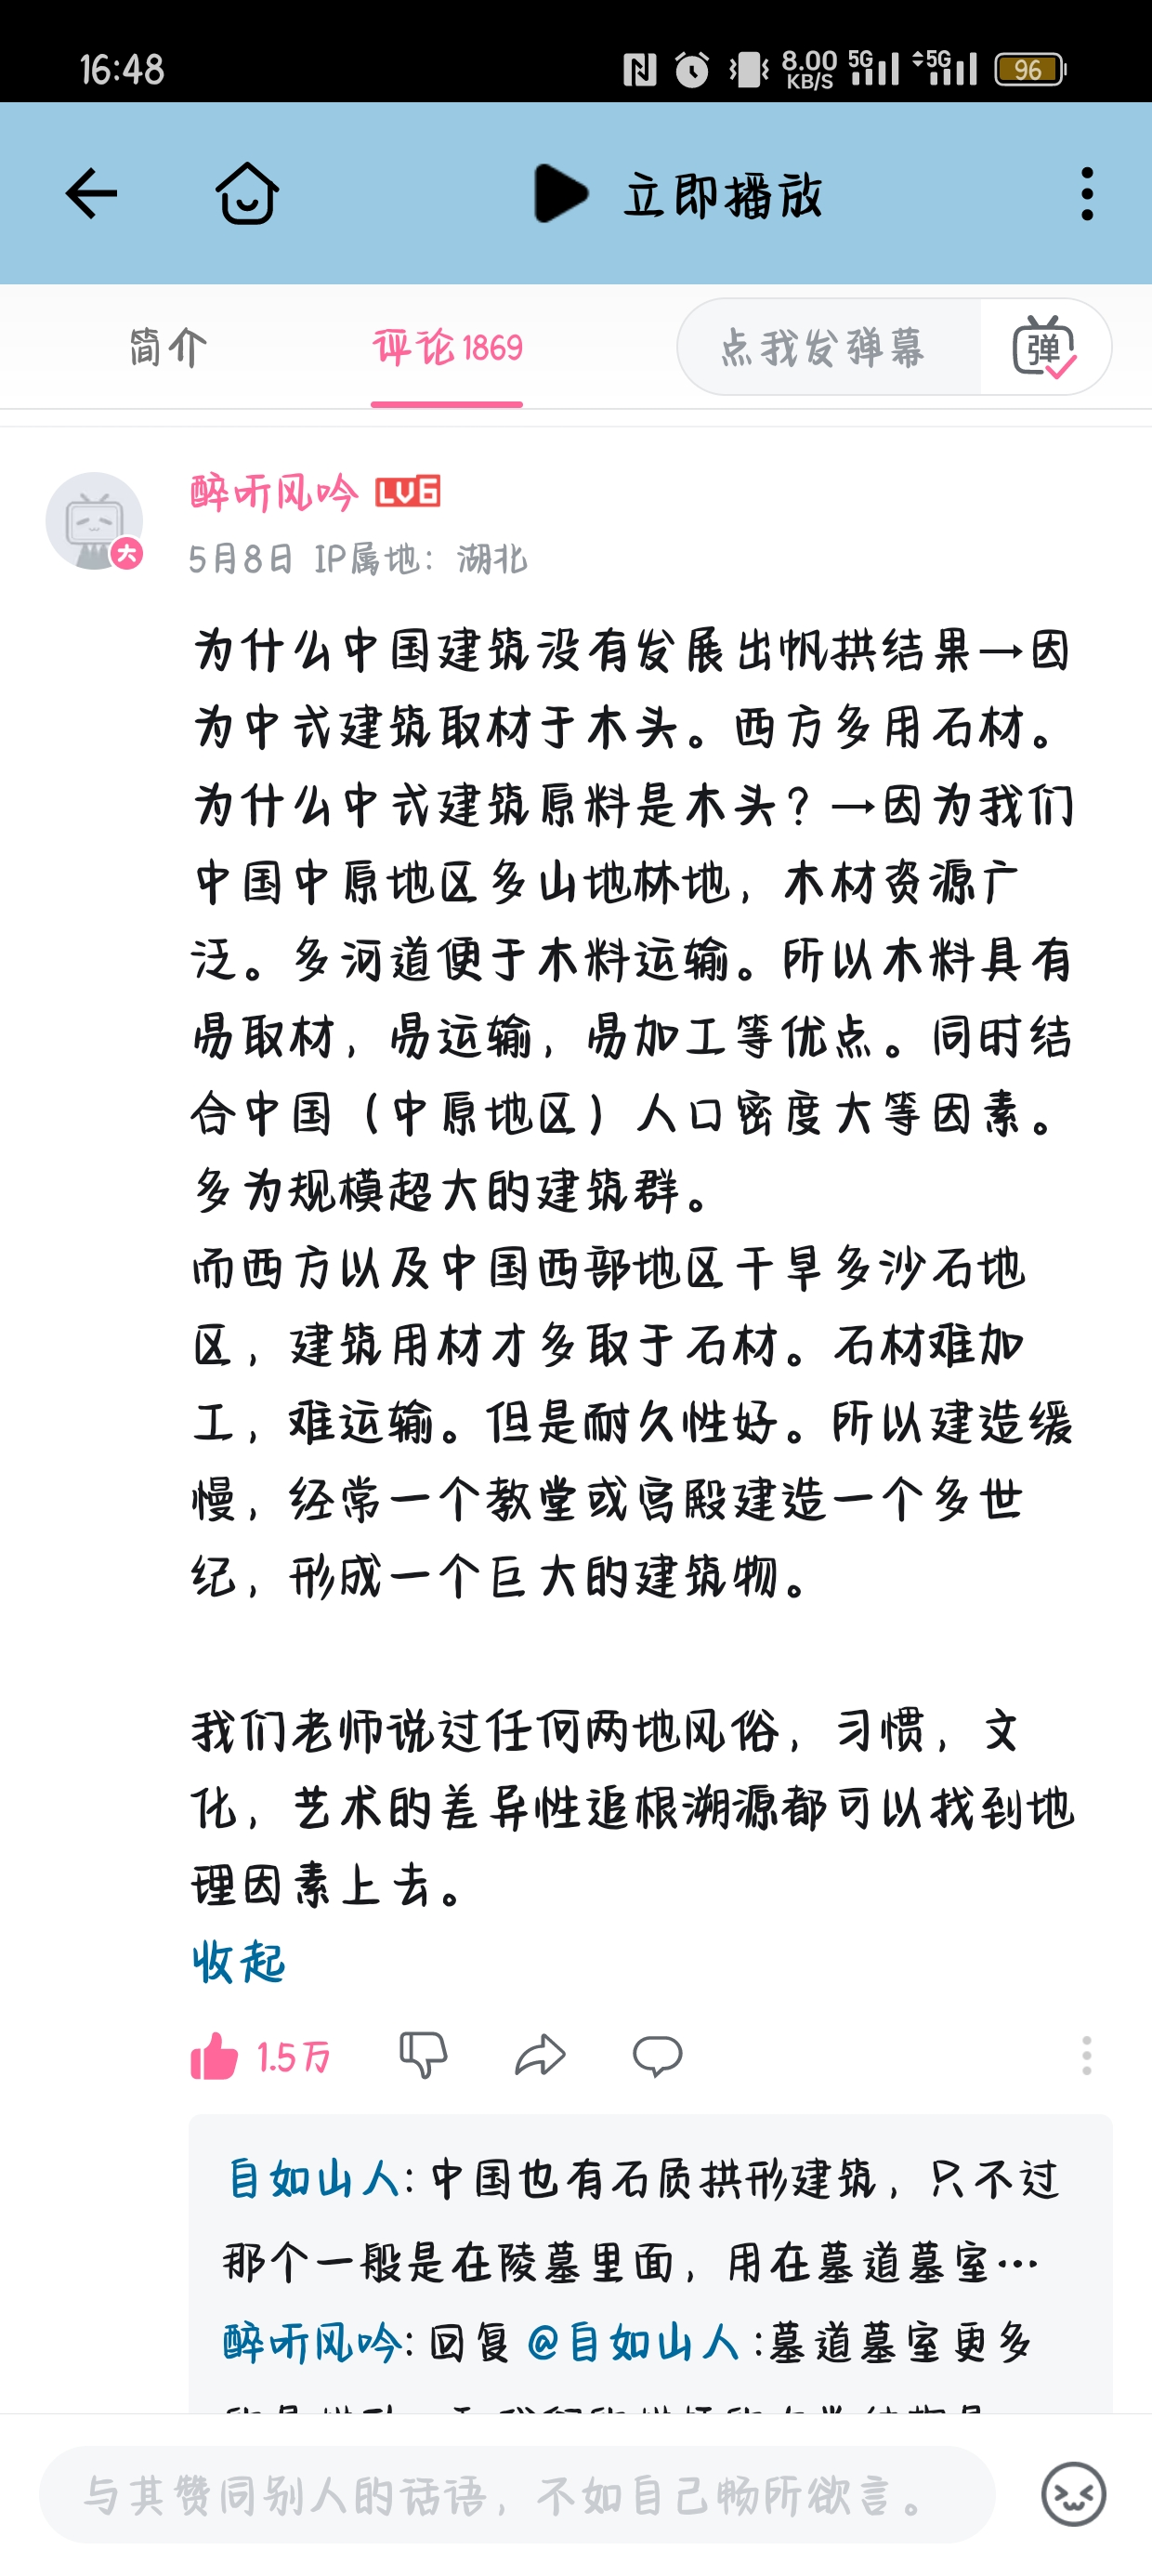 16:48
8.00
KB/S
5G
5G
96
立即播放
简介
评论1869
点我发弹幕
弹
醉听风吟 LV6
大
5月8日 IP属地：湖北
为什么中国建筑没有发展出帆拱结果→因
为中式建筑取材于木头。西方多用石材。
为什么中式建筑原料是木头？→因为我们
中国中原地区多山地林地，木材资源广
泛。多河道便于木料运输。所以木料具有
易取材，易运输，易加工等优点。同时结
合中国（中原地区）人口密度大等因素。
多为规模超大的建筑群。
而西方以及中国西部地区干旱多沙石地
区，建筑用材才多取于石材。石材难加
工，难运输。但是耐久性好。所以建造缓
慢，经常一个教堂或宫殿建造一个多世
纪，形成一个巨大的建筑物。
我们老师说过任何两地风俗，习惯，文
化，艺术的差异性追根溯源都可以找到地
理因素上去。
收起
1.5万
自如山人：中国也有石质拱形建筑，只不过
那个一般是在陵墓里面，用在墓道墓室…
醉听风吟：回复 @自如山人 :墓道墓室更多
与其赞同别人的话语，不如自己畅所欲言。